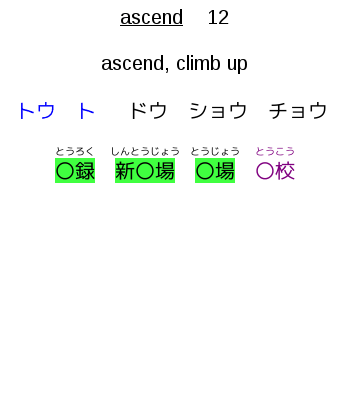 ascend 12
ascend, climb up
トウ ト ドウ ショウ チョウ
とうろく しんとうじょう とうじょう とうこう
〇録 新〇場 〇場 〇校